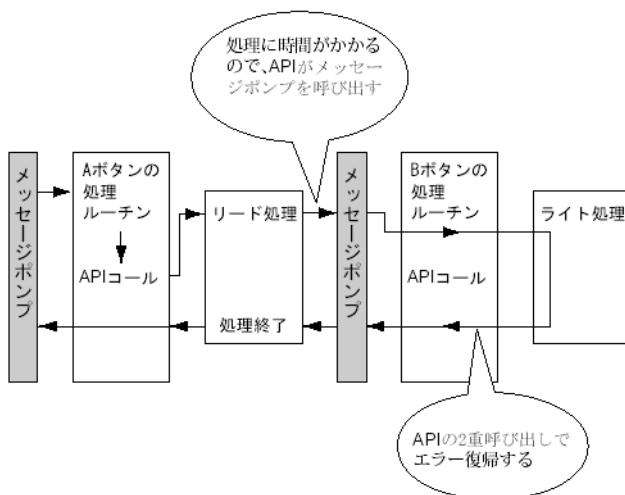 処理に時間がかかる
ので、APIがメッセー
ジポンプを呼び出す
メッセージポンプ
Aボタンの
処理
ルーチン
APIコール
リード処理
処理終了
メッセージポンプ
Bボタンの
処理
ルーチン
APIコール
ライト処理
APIの2重呼び出しで
エラー復帰する